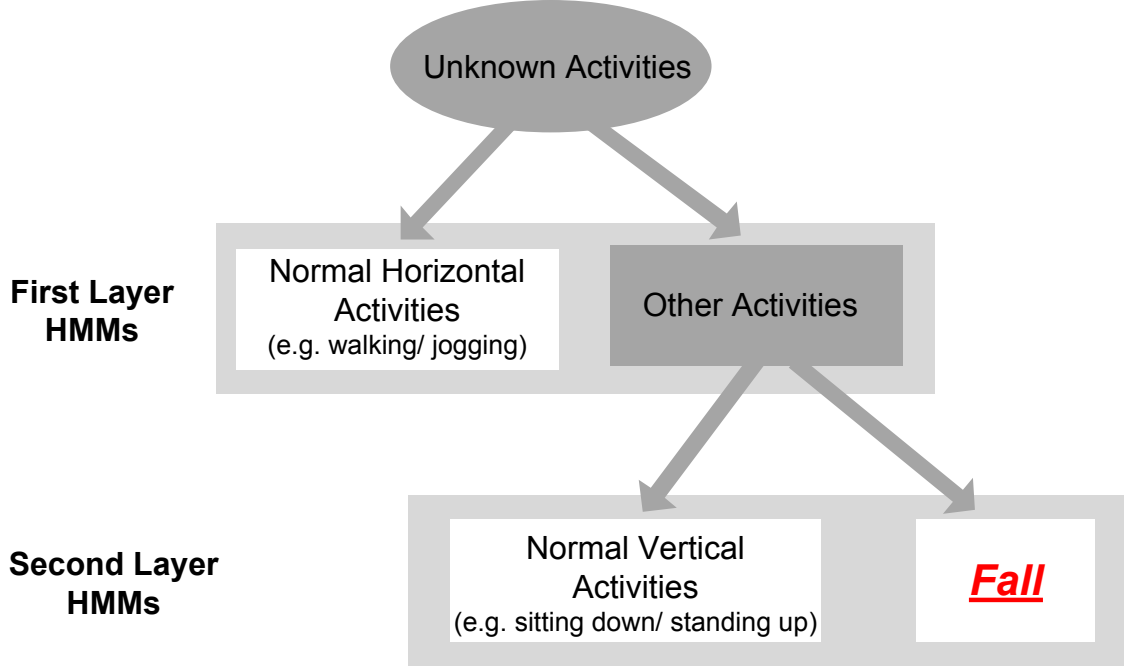 Unknown Activities
First Layer
HMMs
Normal Horizontal
Activities
(e.g. walking/ jogging)
Other Activities
Second Layer
HMMs
Normal Vertical
Activities
(e.g. sitting down/ standing up)
Fall